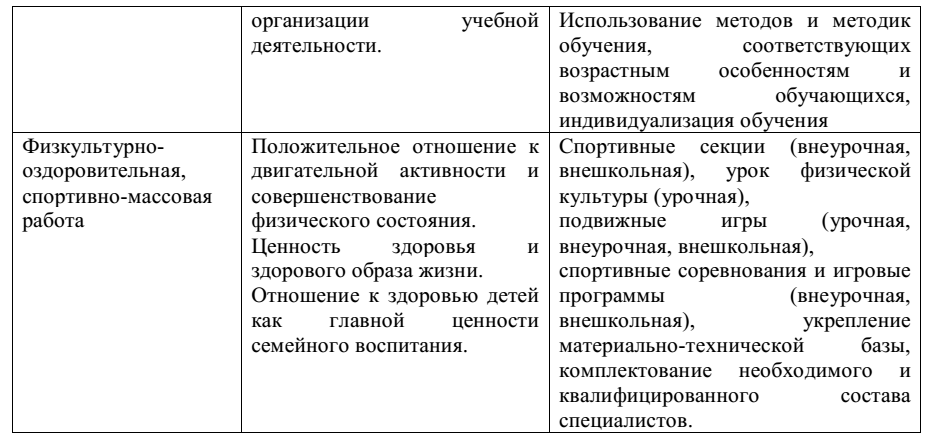 организации учебной
деятельности.
Использование методов и методик
обучения, соответствующих
возрастным особенностям и
возможностям обучающихся,
индивидуализация обучения
Физкультурно-
оздоровительная,
спортивно-массовая
работа
Положительное отношение к
двигательной активности и
совершенствование
физического состояния.
Ценность здоровья и
здорового образа жизни.
Отношение к здоровью детей
как главной ценности
семейного воспитания.
Спортивные секции (внеурочная,
внешкольная), урок физической
культуры (урочная),
подвижные игры (урочная,
внеурочная, внешкольная),
спортивные соревнования и игровые
программы (внеурочная,
внешкольная), укрепление
материально-технической базы,
комплектование необходимого и
квалифицированного состава
специалистов.